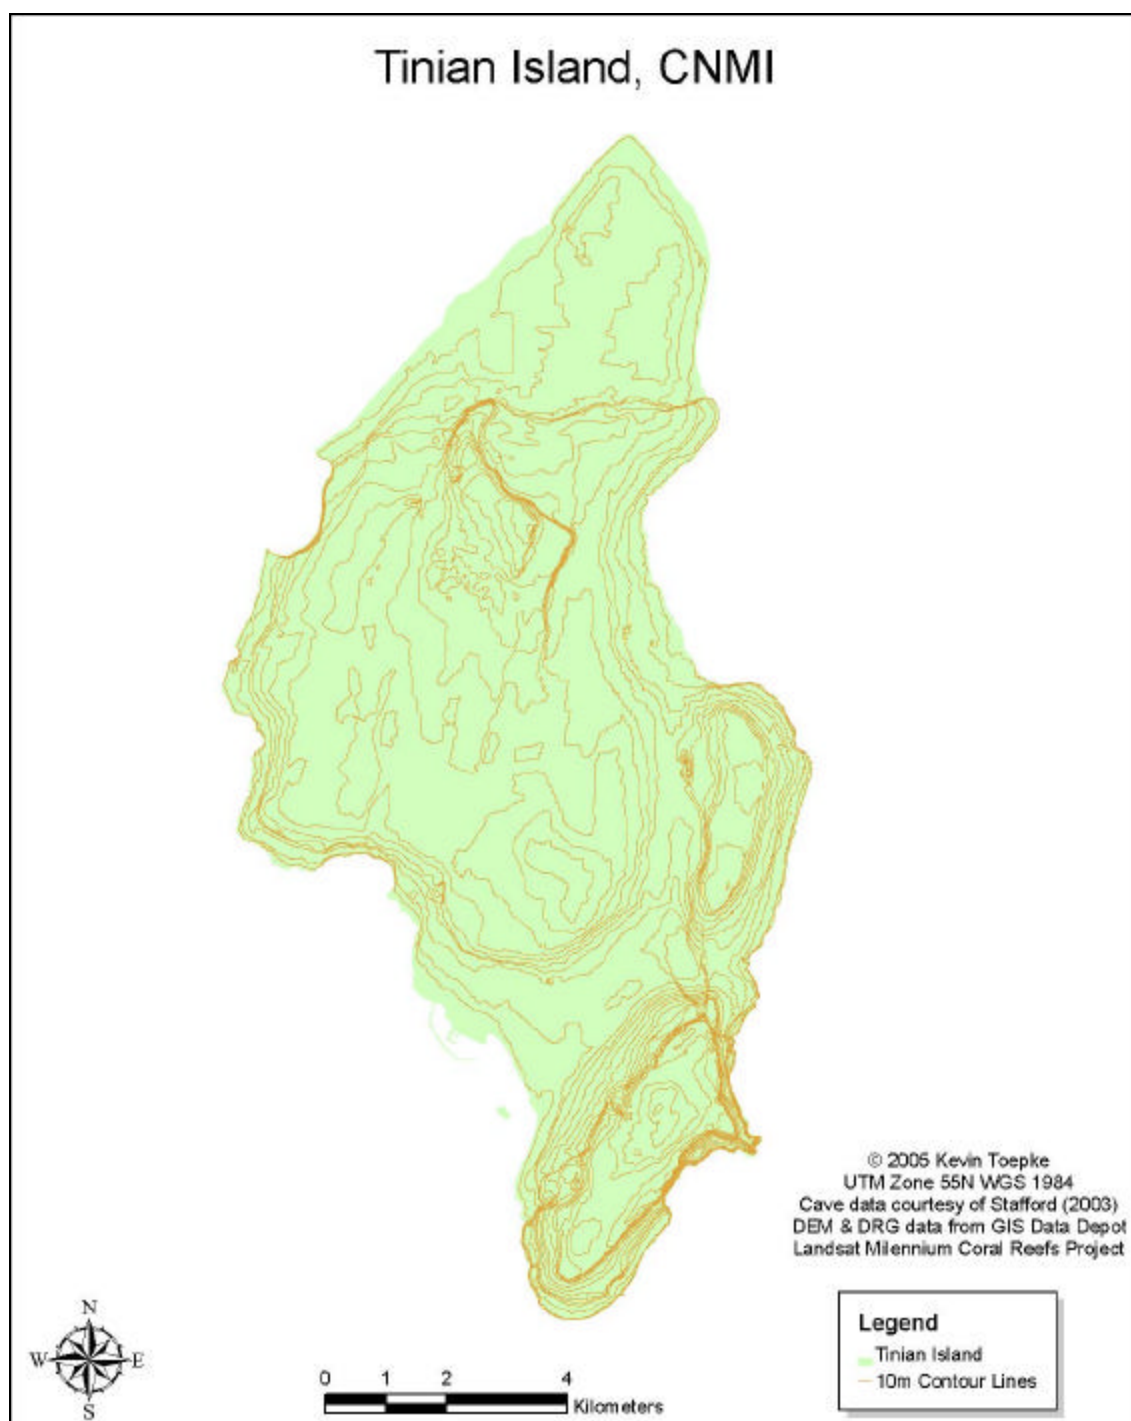 Tinian Island, CNMI
© 2005 Kevin Toepke
UTM Zone 55N WGS 1984
Cave data courtesy of Stafford (2003)
DEM & DRG data from GIS Data Depot
Landsat Milennium Coral Reefs Project
Legend
Tinian Island
10m Contour Lines
N
W E
S
0 1 2 4
Kilometers